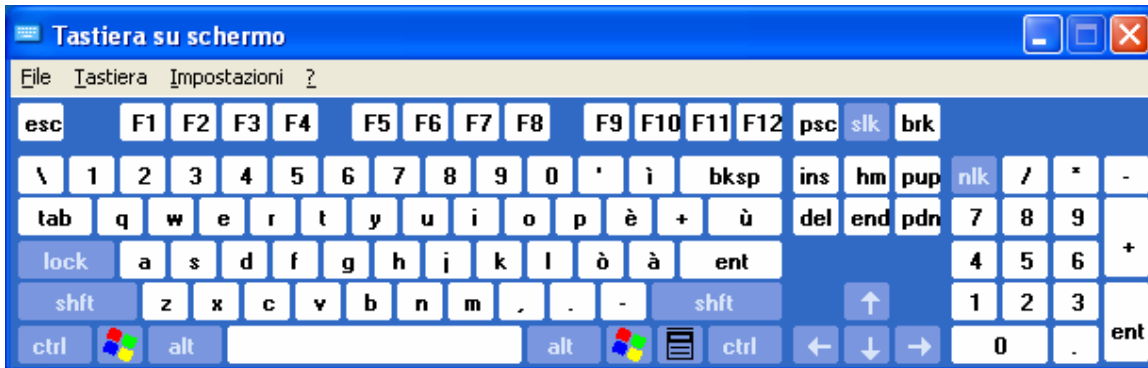 Tastiera su schermo
File Tastiera Impostazioni ?
esc F1 F2 F3 F4 F5 F6 F7 F8 F9 F10 F11 F12 psc slk brk
\ 1 2 3 4 5 6 7 8 9 0 ' ì bksp ins hm pup nlk / * -
tab q w e r t y u i o p è + ù del end pdn 7 8 9 +
lock a s d f g h j k l ò à ent 4 5 6
shft z x c v b n m , . - shft ↑ 1 2 3 ent
ctrl alt alt ctrl ← ↓ → 0 .